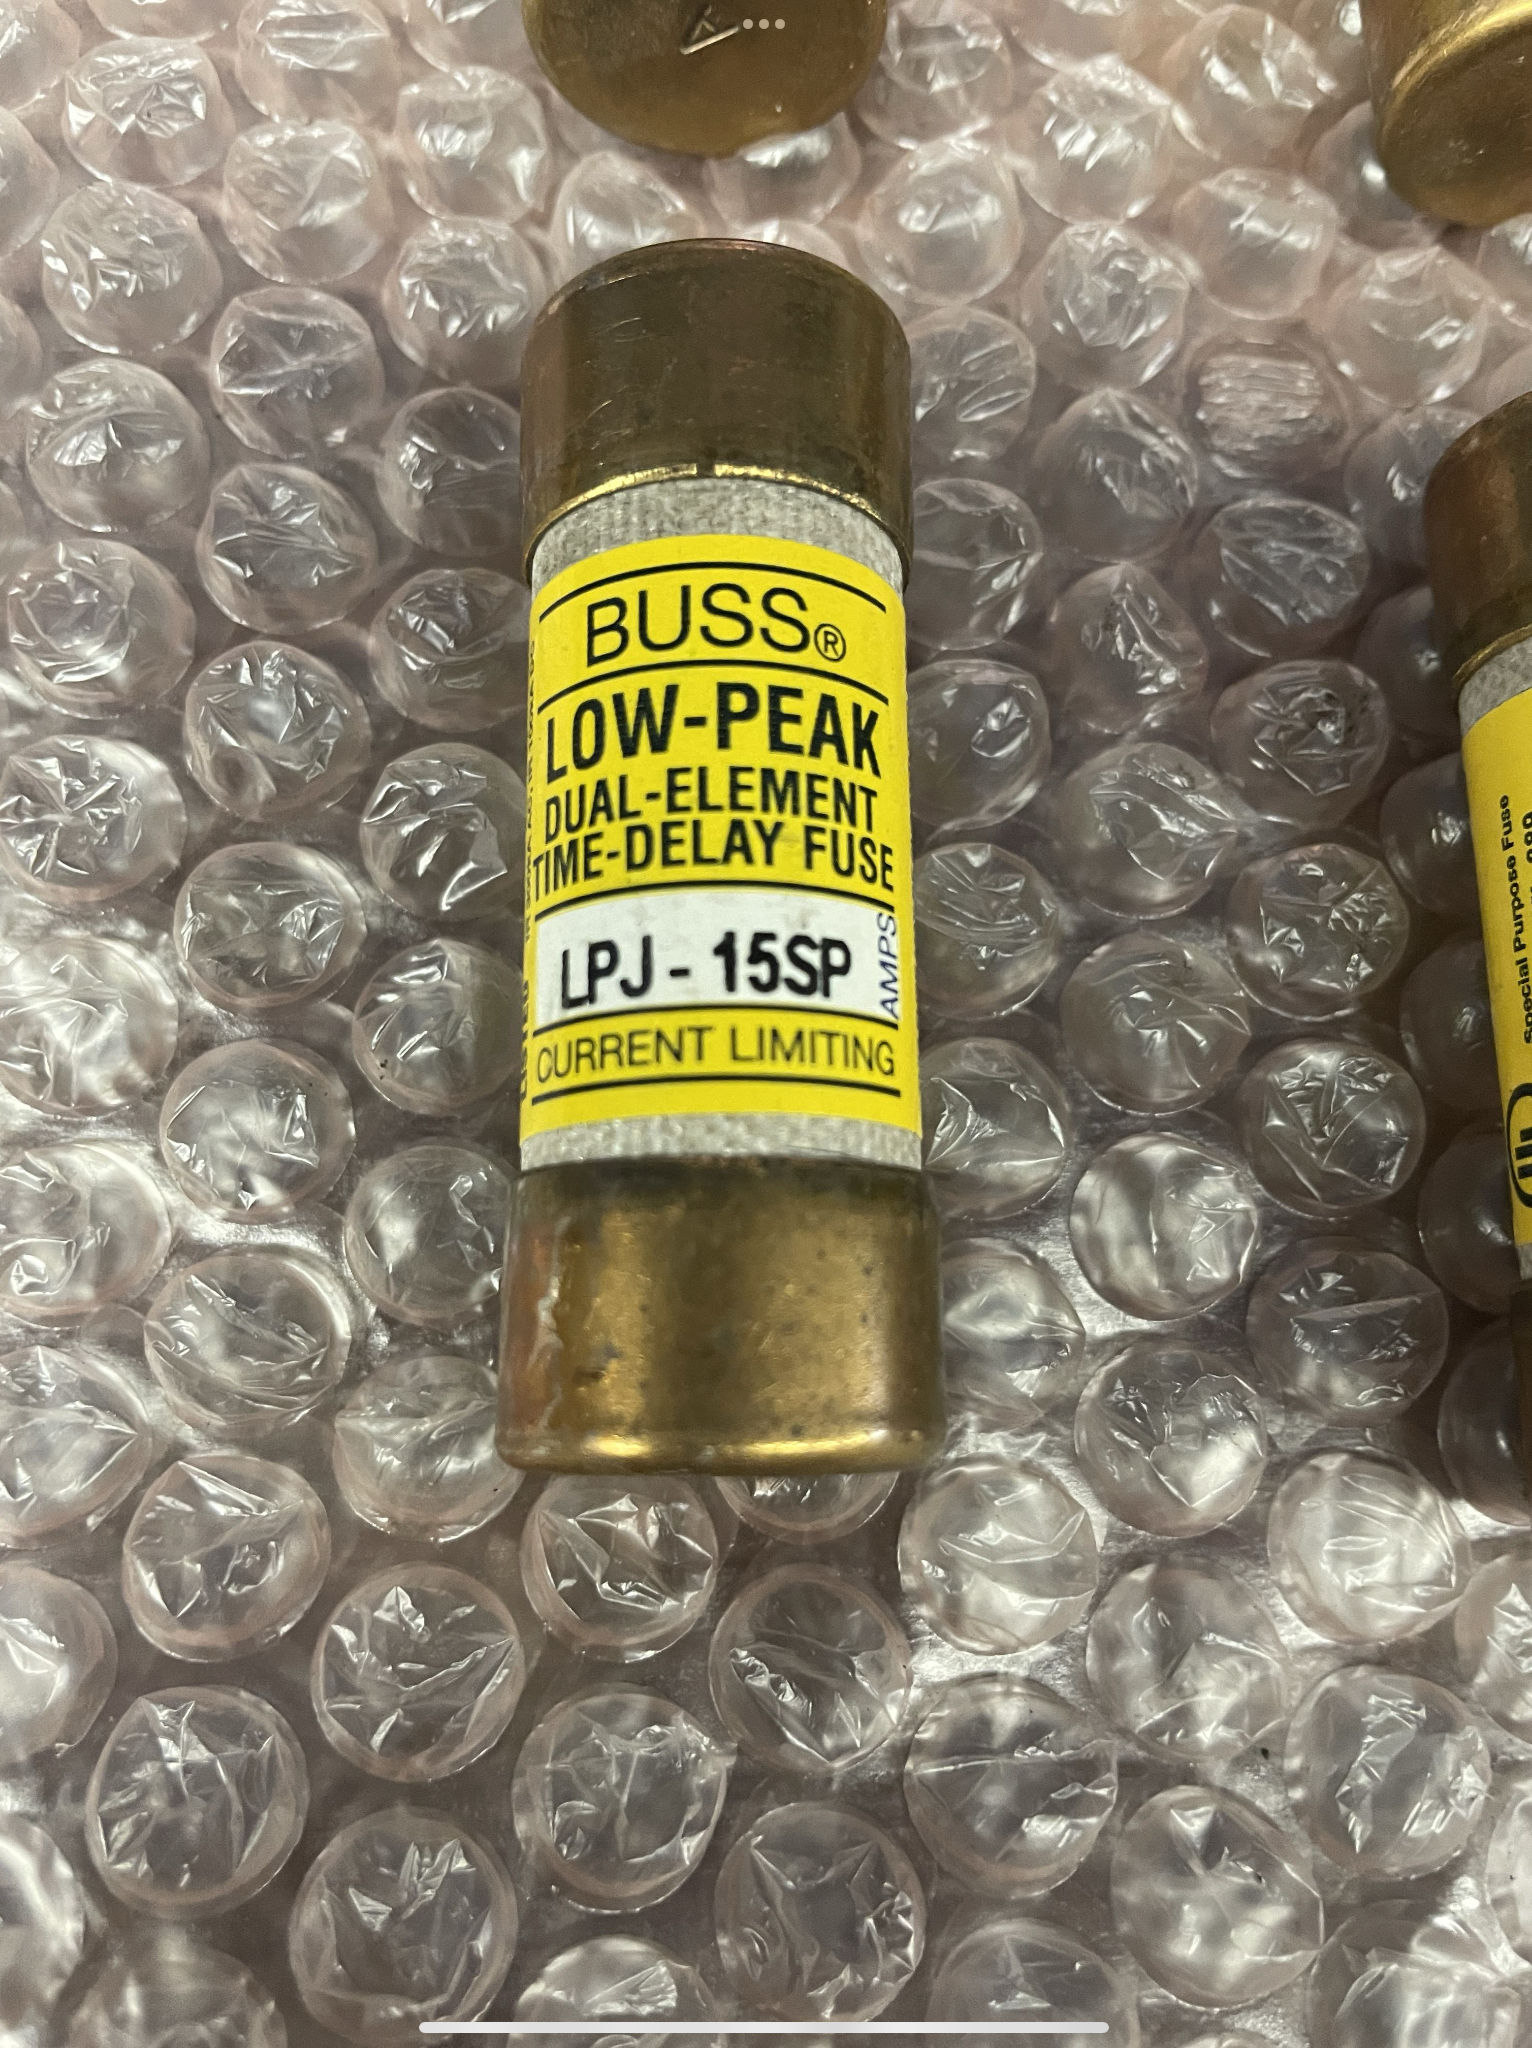 BUSS®
LOW-PEAK
DUAL-ELEMENT
TIME-DELAY FUSE
LPJ - 15SP
AMPS
CURRENT LIMITING
Special Purpose Fuse